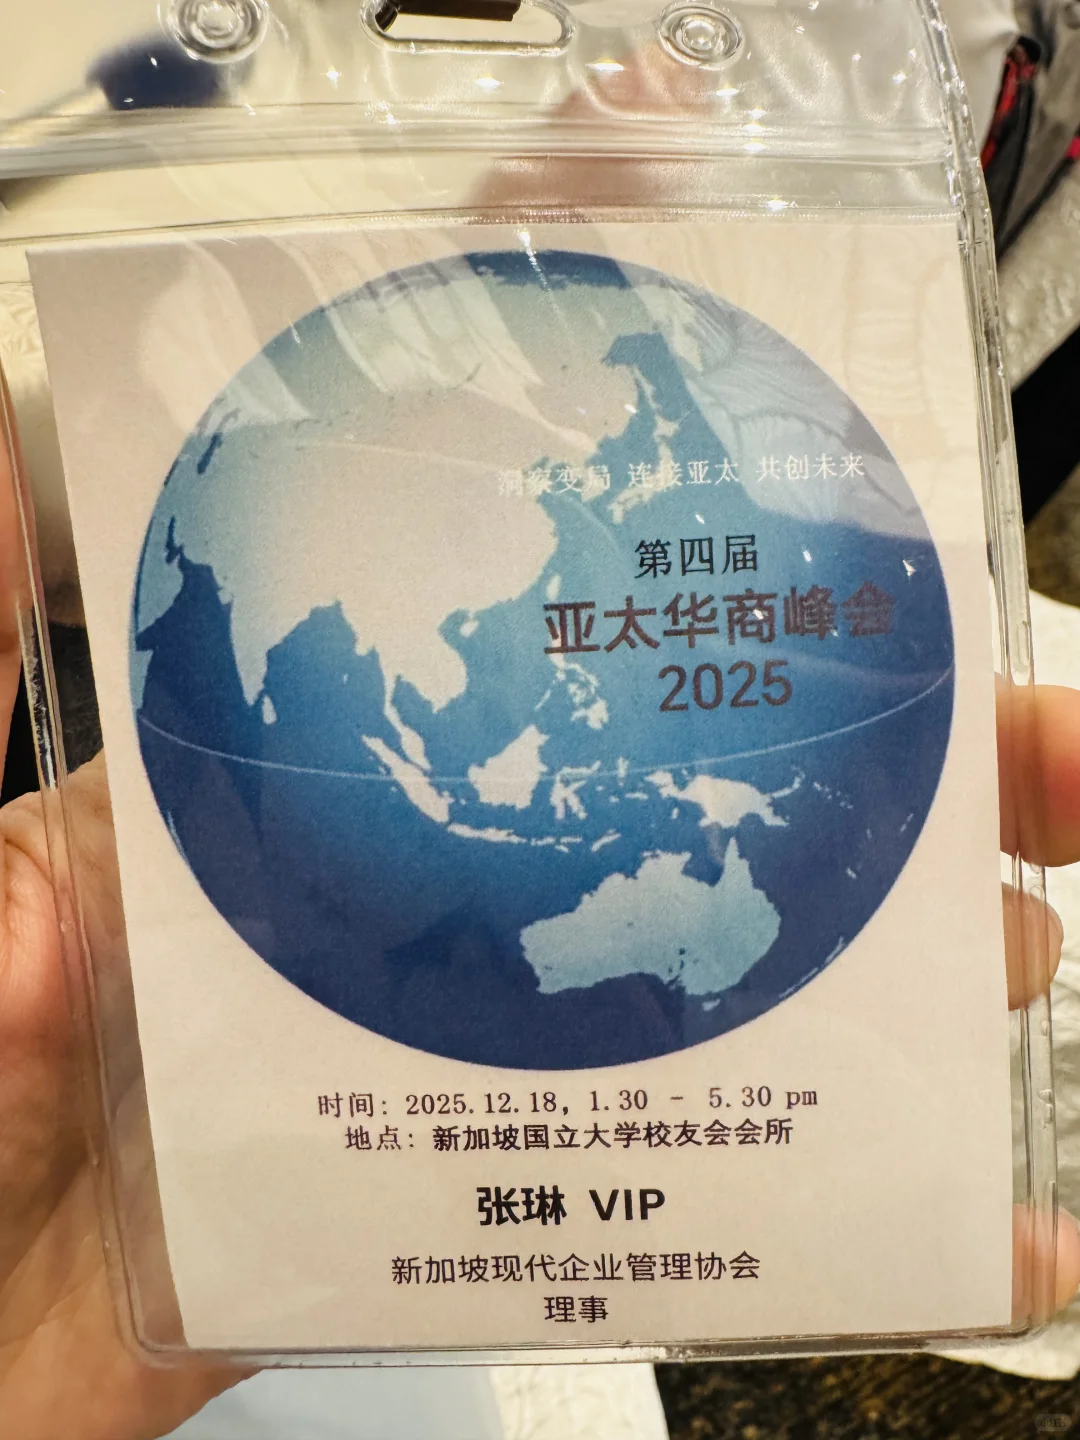 洞察变局 连接亚太 共创未来
第四届
亚太华商峰会
2025
时间: 2025.12.18, 1.30 - 5.30 pm
地点: 新加坡国立大学校友会会所
张琳 VIP
新加坡现代企业管理协会
理事